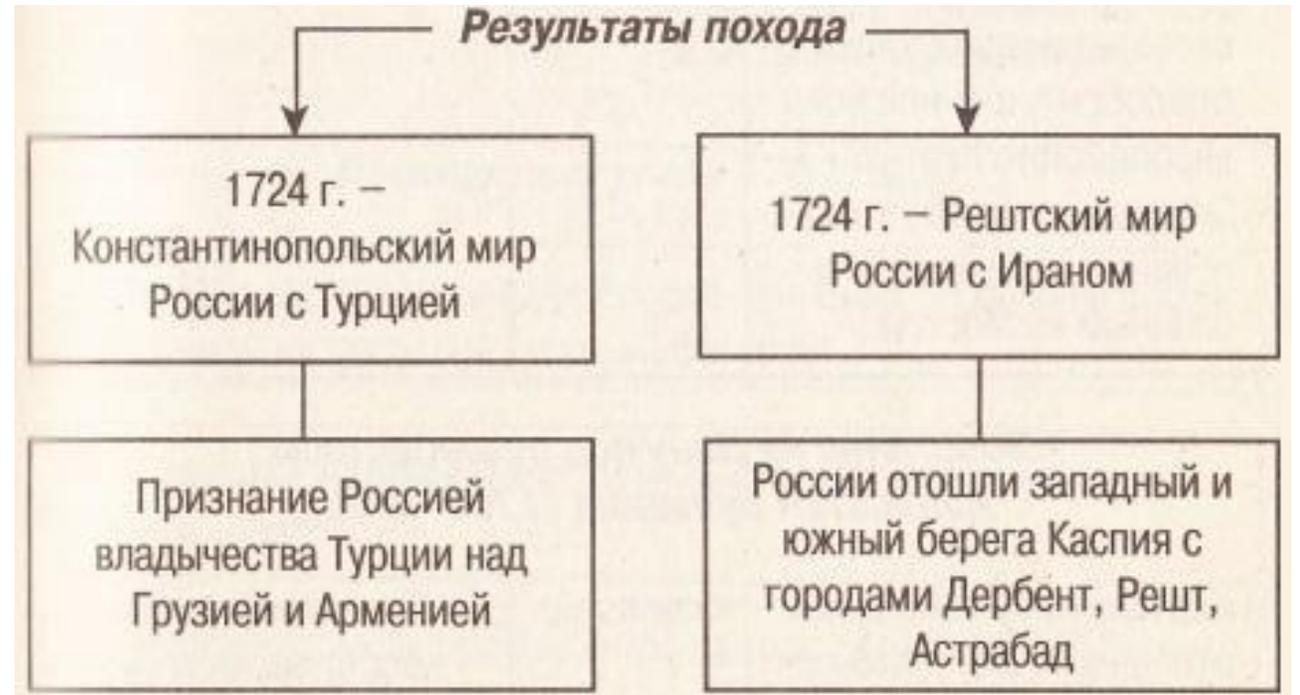 Результаты похода
1724 г. –
Константинопольский мир
России с Турцией
Признание Россией
владычества Турции над
Грузией и Арменией
1724 г. – Рештский мир
России с Ираном
России отошли западный и
южный берега Каспия с
городами Дербент, Решт,
Астрабад